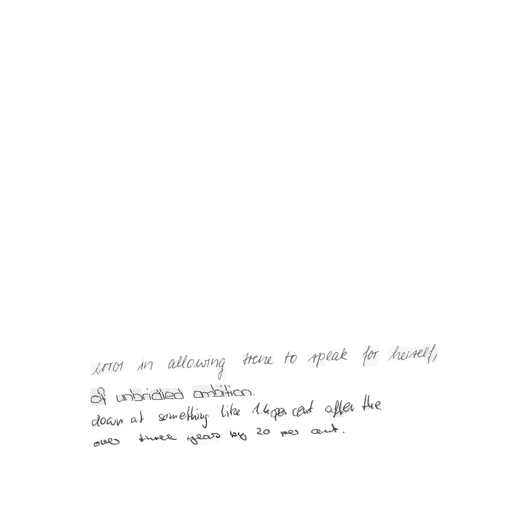 error in allowing Irene to speak for herself,
of unbridled ambition.
down at something like 1 1/4 per cent after the
over three years by 20 per cent.